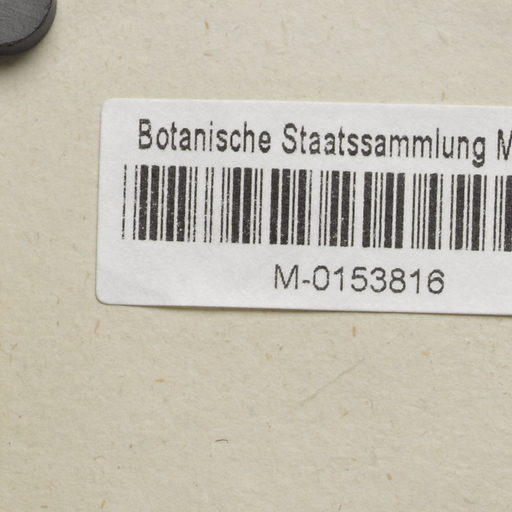 Botanische Staatssammlung M
M-0153816